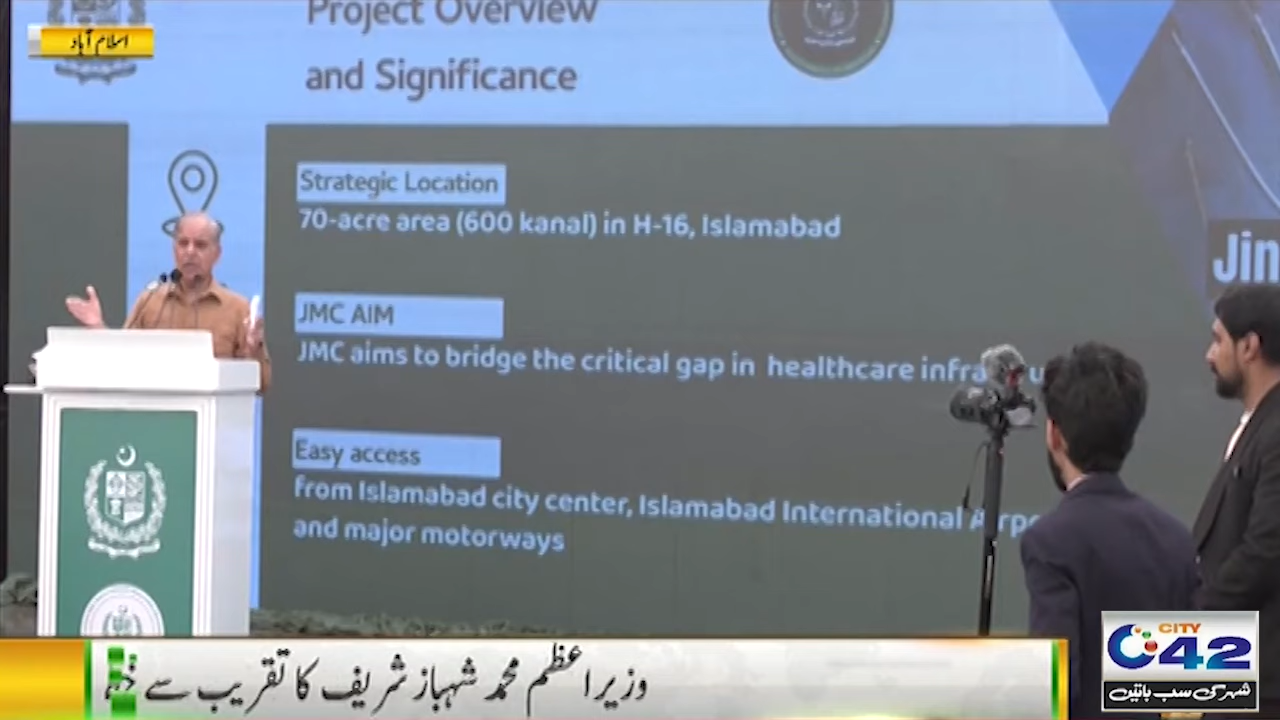 اسلام آباد
Project Overview
and Significance
Strategic Location
70-acre area (600 kanal) in H-16, Islamabad
Jin
JMC AIM
JMC aims to bridge the critical gap in healthcare
Easy access
from Islamabad city center, Islamabad International
and major motorways
وزیراعظم محمد شہباز شریف کا تقریب سے
CITY
42
شہر کی سب باتیں